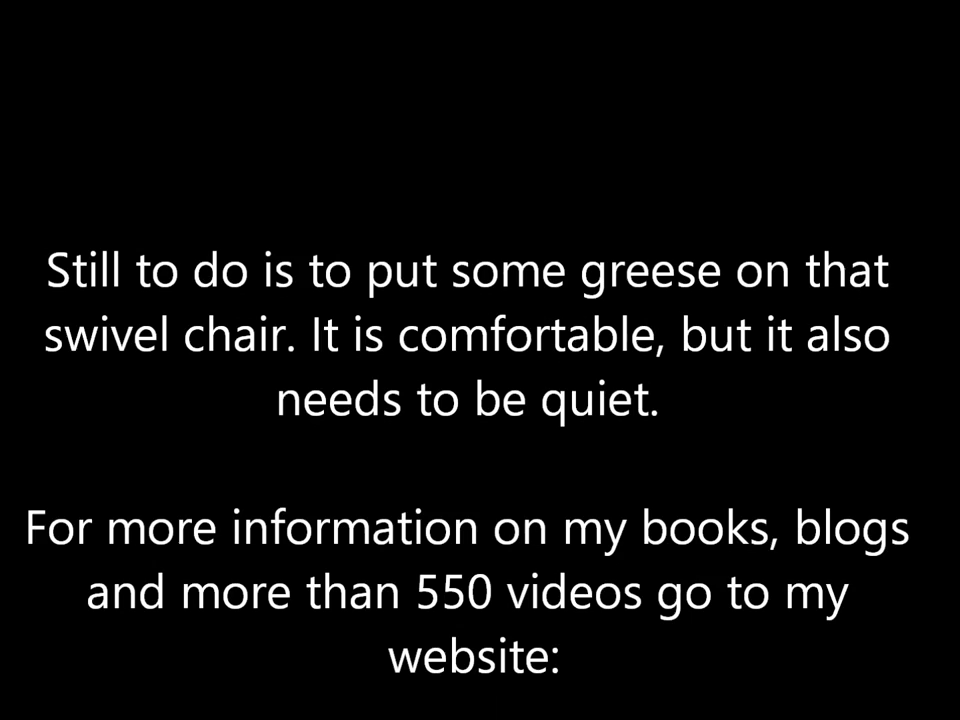 Still to do is to put some greese on that
swivel chair. It is comfortable, but it also
needs to be quiet.
For more information on my books, blogs
and more than 550 videos go to my
website: